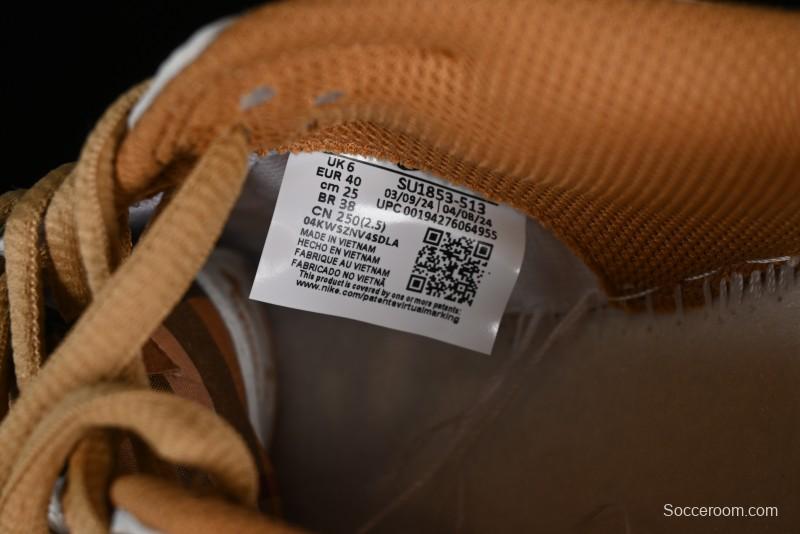 UK 6
EUR 40
cm 25
BR 38
CN 250(2.5)
SU1853-513
03/09/24 | 04/08/24
UPC 00194276064955
04KWSZNV4SDLA
MADE IN VIETNAM
HECHO EN VIETNAM
FABRIQUE AU VIETNAM
FABRICADO NO VIETNÃ
This product is covered by one or more patents:
www.nike.com/patentevirtualmarking
Socceroom.com